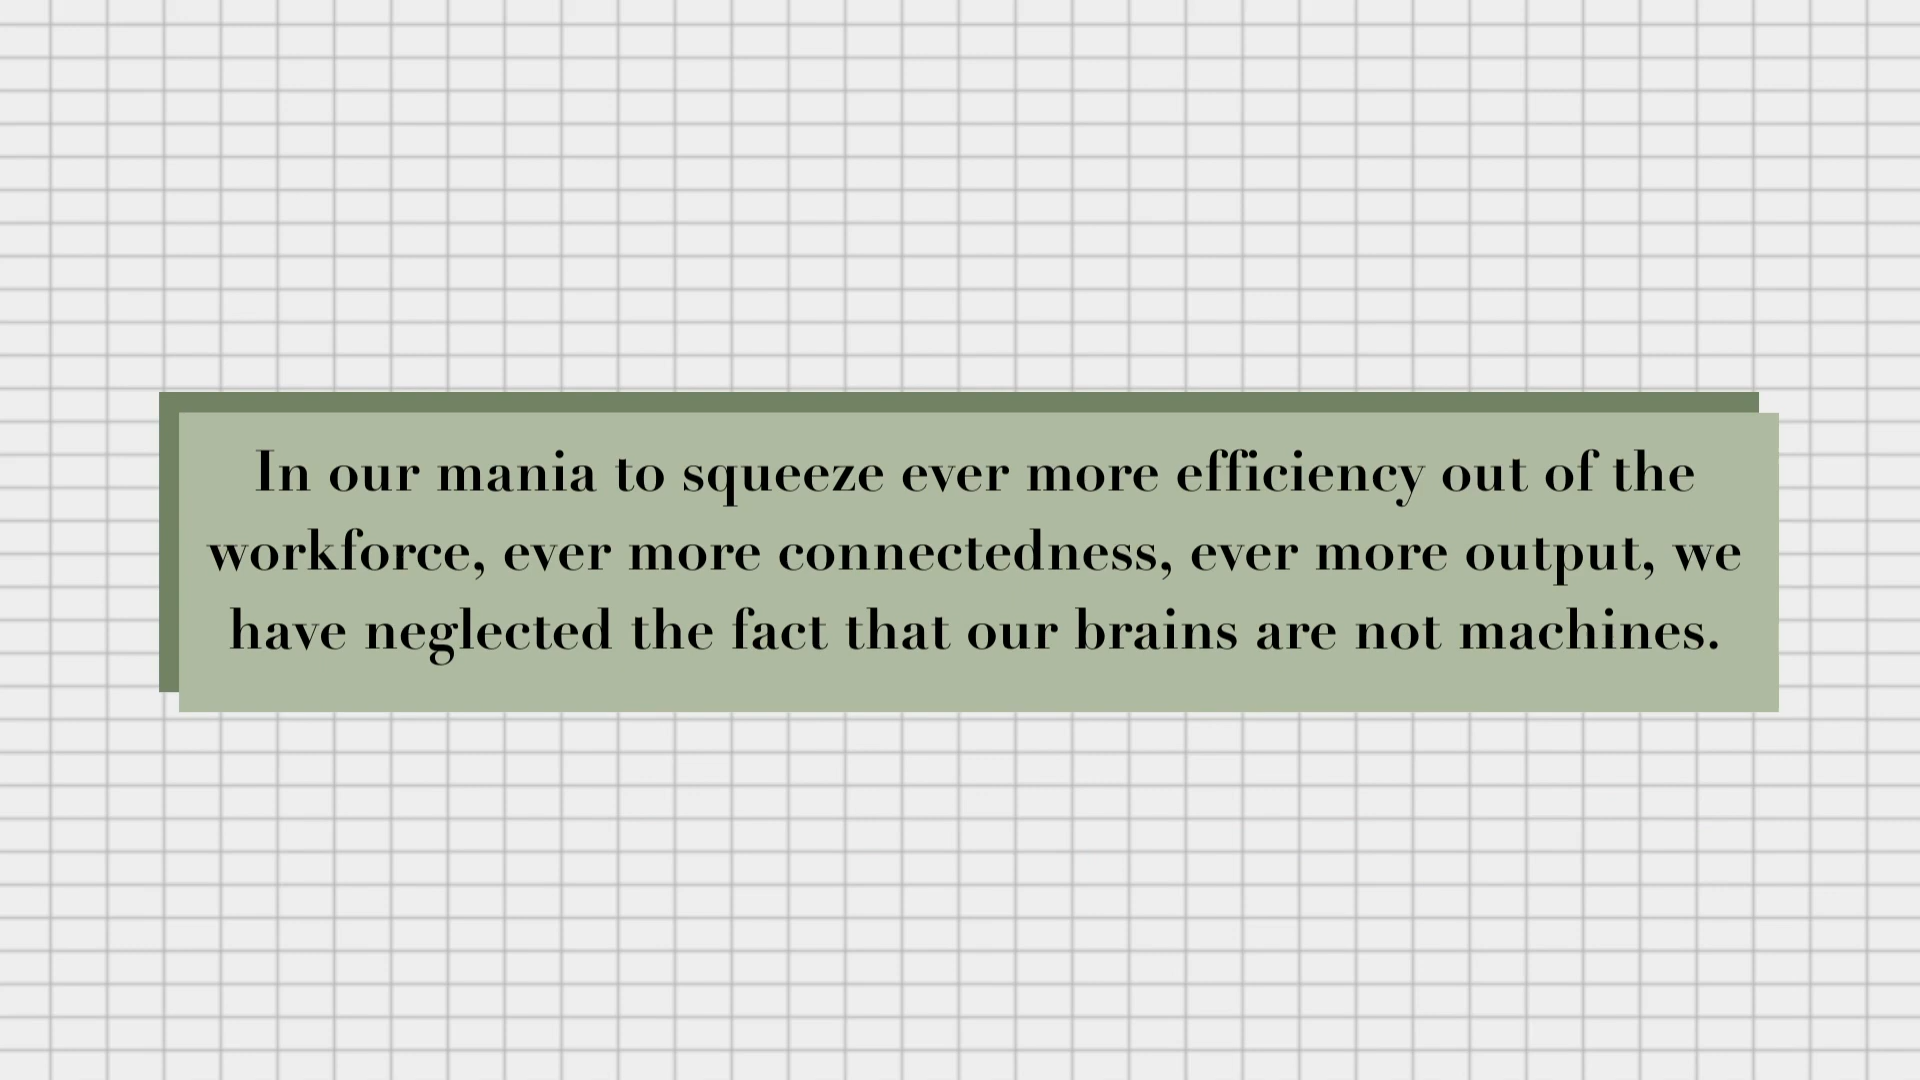 In our mania to squeeze ever more efficiency out of the
workforce, ever more connectedness, ever more output, we
have neglected the fact that our brains are not machines.